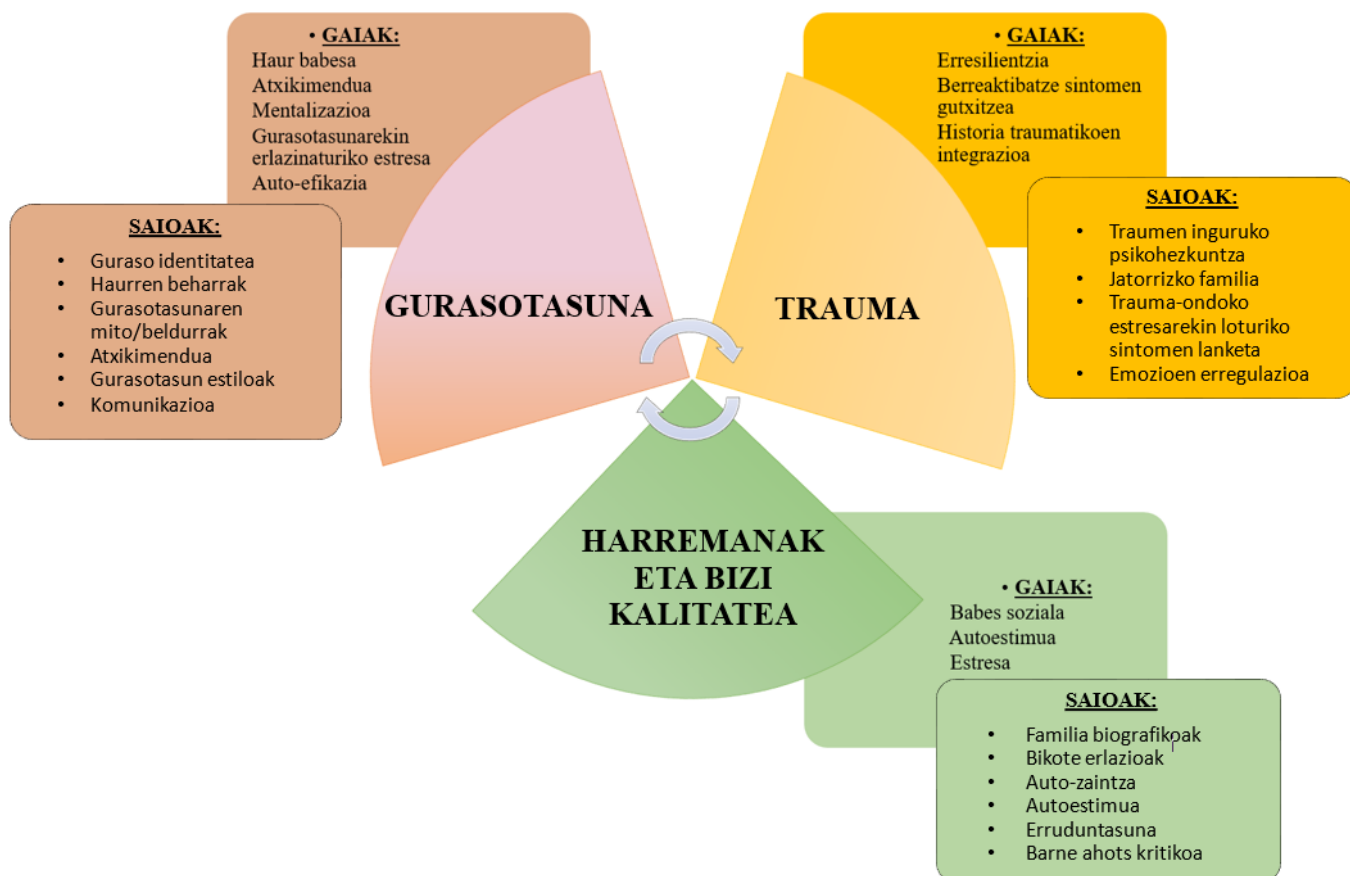 • GAIAK:
Haur babesa
Atxikimendua
Mentalizazioa
Gurasotasunarekin
erlazinaturiko estresa
Auto-efikazia
SAIOAK:
• Guraso identitatea
• Haurren beharrak
• Gurasotasunaren
mito/beldurrak
• Atxikimendua
• Gurasotasun estiloak
• Komunikazioa
GURASOTASUNA
• GAIAK:
Erresilientzia
Berreaktibatze sintomen
gutxitzea
Historia traumatikoen
integrazioa
SAIOAK:
• Traumen inguruko
psikohezkuntza
• Jatorrizko familia
• Trauma-ondoko
estresarekin loturiko
sintomen lanketa
• Emozioen erregulazioa
TRAUMA
HARREMANAK
ETA BIZI
KALITATEA
• GAIAK:
Babes soziala
Autoestimua
Estresa
SAIOAK:
• Familia biografikoak
• Bikote erlazioak
• Auto-zaintza
• Autoestimua
• Erruduntasuna
• Barne ahots kritikoa